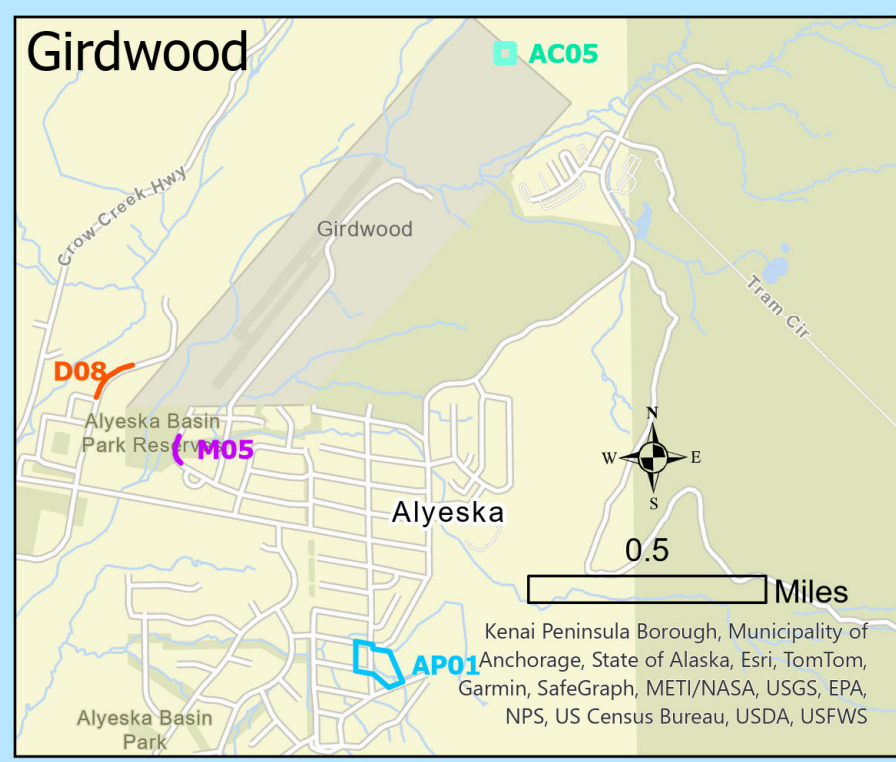 Girdwood
AC05
Crow Creek Hwy
Girdwood
Tram Cir
D08
Alyeska Basin
Park Reserves
M05
N
W
E
S
Alyeska
0.5
Miles
AP01
Kenai Peninsula Borough, Municipality of
Anchorage, State of Alaska, Esri, TomTom,
Garmin, SafeGraph, METI/NASA, USGS, EPA,
NPS, US Census Bureau, USDA, USFWS
Alyeska Basin
Park